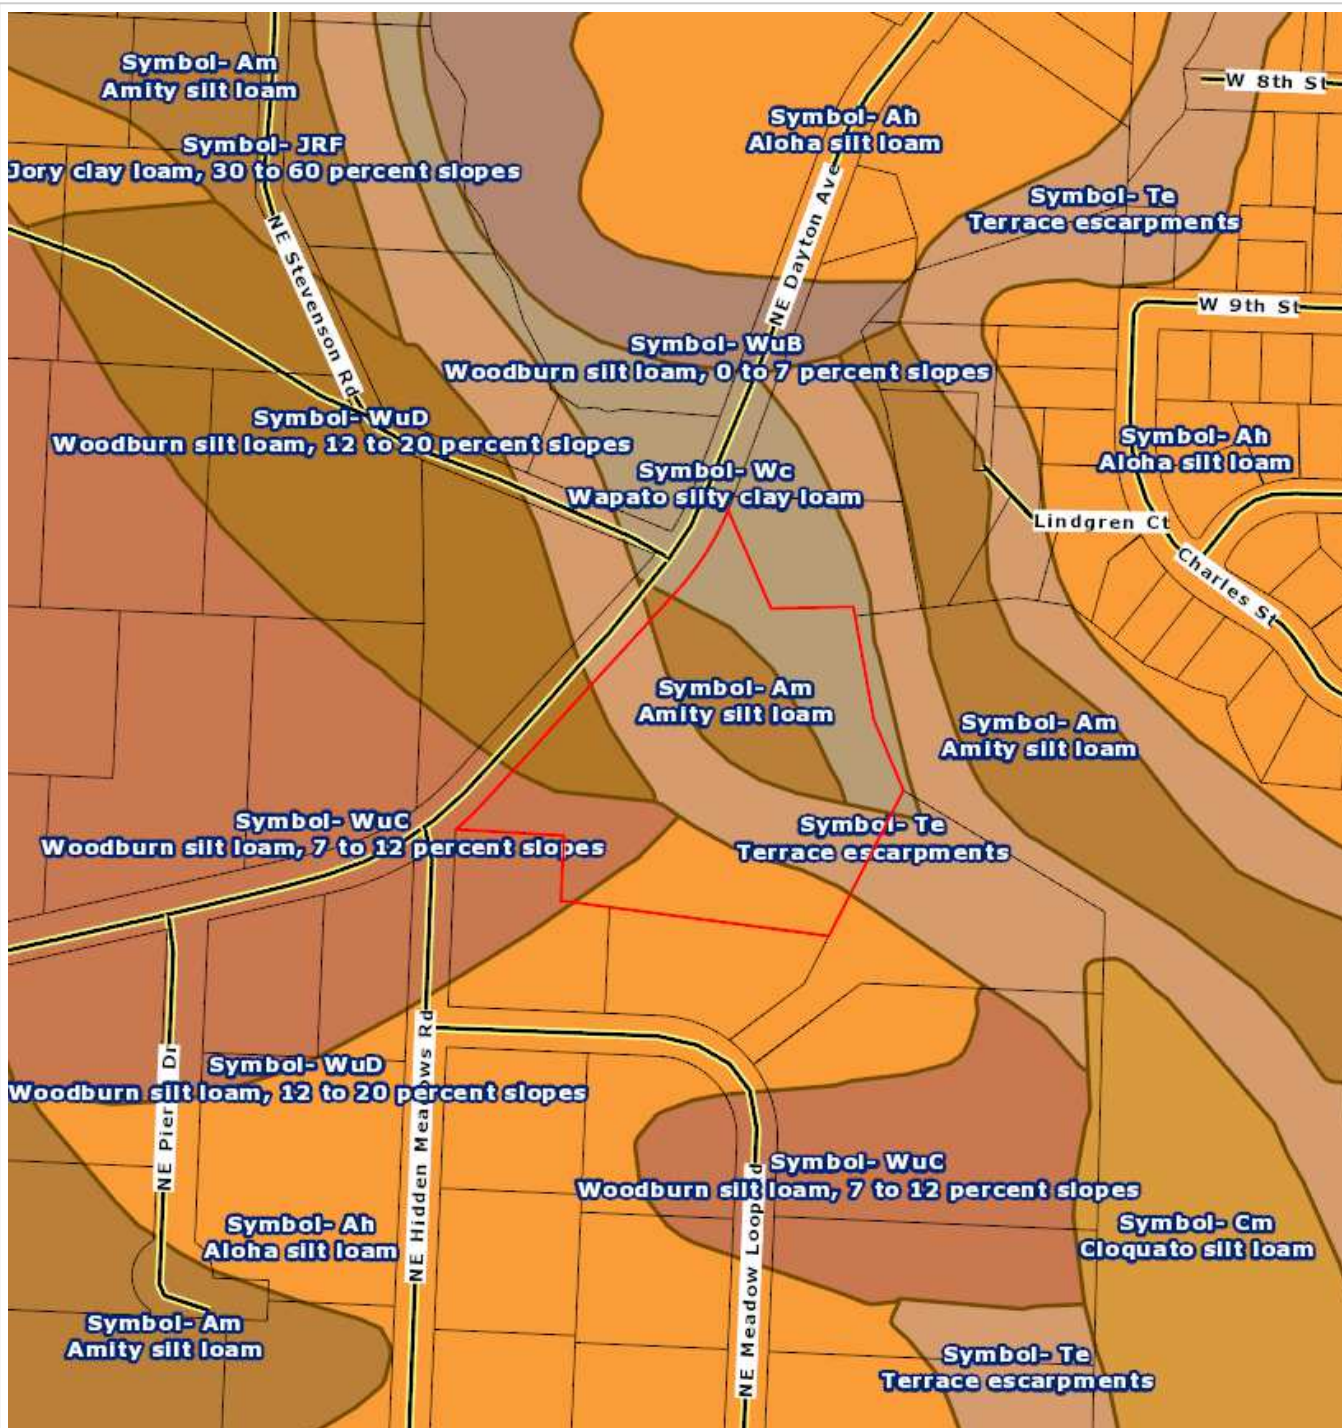 Symbol- Am
Amity silt loam
W 8th St
Symbol- Ah
Aloha silt loam
Symbol- JRF
Jory clay loam, 30 to 60 percent slopes
Symbol- Te
Terrace escarpments
NE Dayton Ave
NE Stevenson Rd
W 9th St
Symbol- WuB
Woodburn silt loam, 0 to 7 percent slopes
Symbol- WuD
Woodburn silt loam, 12 to 20 percent slopes
Symbol- Ah
Aloha silt loam
Symbol- Wc
Wapato silty clay loam
Lindgren Ct
Charles St
Symbol- Am
Amity silt loam
Symbol- Am
Amity silt loam
Symbol- WuC
Woodburn silt loam, 7 to 12 percent slopes
Symbol- Te
Terrace escarpments
Symbol- WuD
Woodburn silt loam, 12 to 20 percent slopes
NE Pier Dr
NE Hidden Meadows Rd
Symbol- WuC
Woodburn silt loam, 7 to 12 percent slopes
NE Meadow Loop Rd
Symbol- Ah
Aloha silt loam
Symbol- Cm
Cloquato silt loam
Symbol- Am
Amity silt loam
Symbol- Te
Terrace escarpments